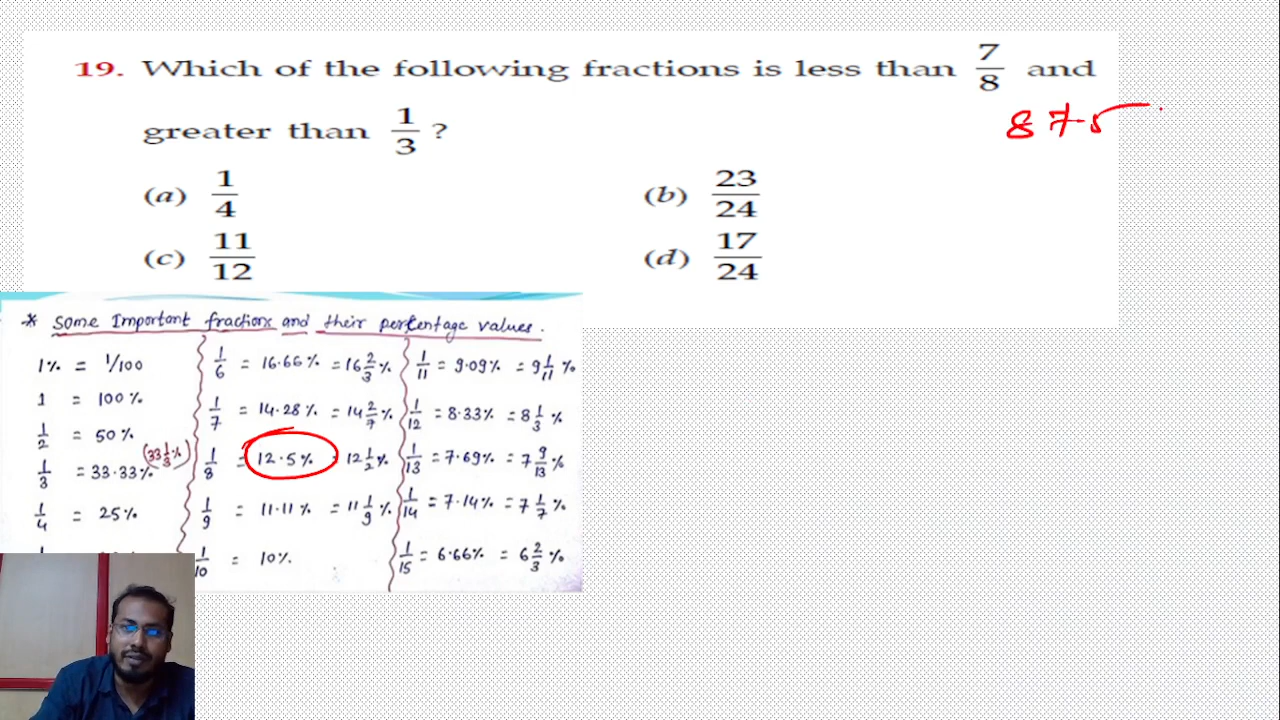 19. Which of the following fractions is less than 7/8 and
greater than 1/3 ?
87.5
(a) 1/4
(b) 23/24
(c) 11/12
(d) 17/24
* Some Important fractions and their percentage values.
1% = 1/100
1 = 100%
1/2 = 50%
1/3 = 33.33% (33 1/3%)
1/4 = 25%
1/6 = 16.66% = 16 2/3%
1/7 = 14.28% = 14 2/7%
1/8 = 12.5% = 12 1/2%
1/9 = 11.11% = 11 1/9%
1/10 = 10%.
1/11 = 9.09% = 9 1/11%
1/12 = 8.33% = 8 1/3%
1/13 = 7.69% = 7 9/13%
1/14 = 7.14% = 7 1/7%
1/15 = 6.66% = 6 2/3%